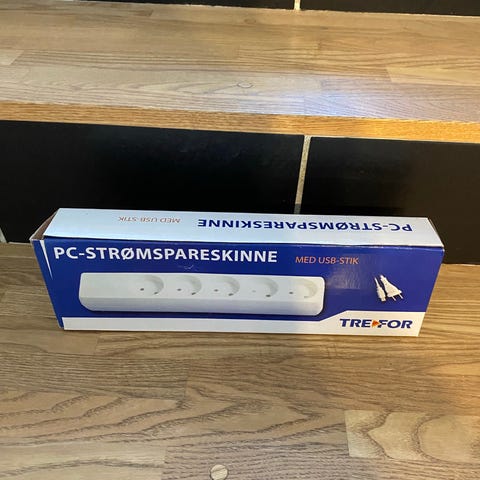 PC-STRØMSPARESKINNE
MED USB-STIK
PC-STRØMSPARESKINNE MED USB-STIK
TREFOR